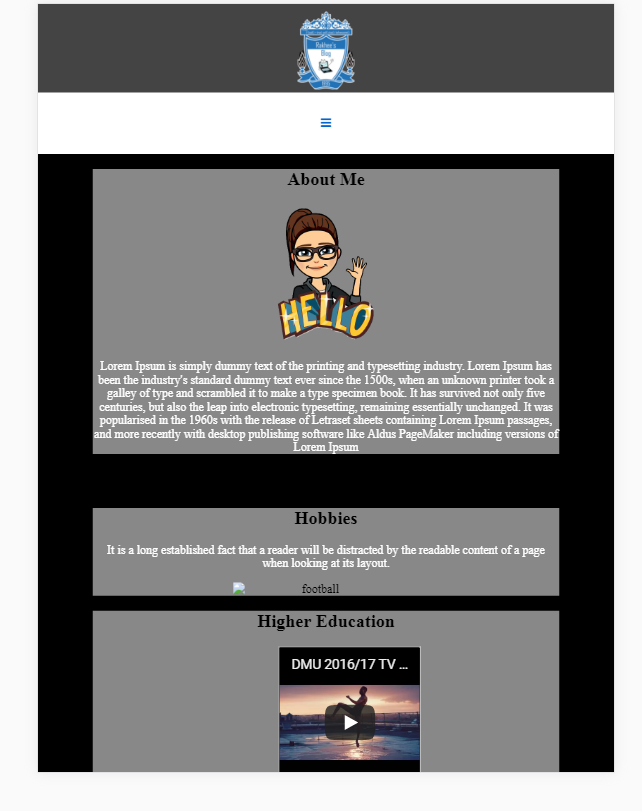 Rakhee's
Blog
About Me
HELLO
Lorem Ipsum is simply dummy text of the printing and typesetting industry. Lorem Ipsum has
been the industry's standard dummy text ever since the 1500s, when an unknown printer took a
galley of type and scrambled it to make a type specimen book. It has survived not only five
centuries, but also the leap into electronic typesetting, remaining essentially unchanged. It was
popularised in the 1960s with the release of Letraset sheets containing Lorem Ipsum passages,
and more recently with desktop publishing software like Aldus PageMaker including versions of
Lorem Ipsum
Hobbies
It is a long established fact that a reader will be distracted by the readable content of a page
when looking at its layout.
football
Higher Education
DMU 2016/17 TV ...